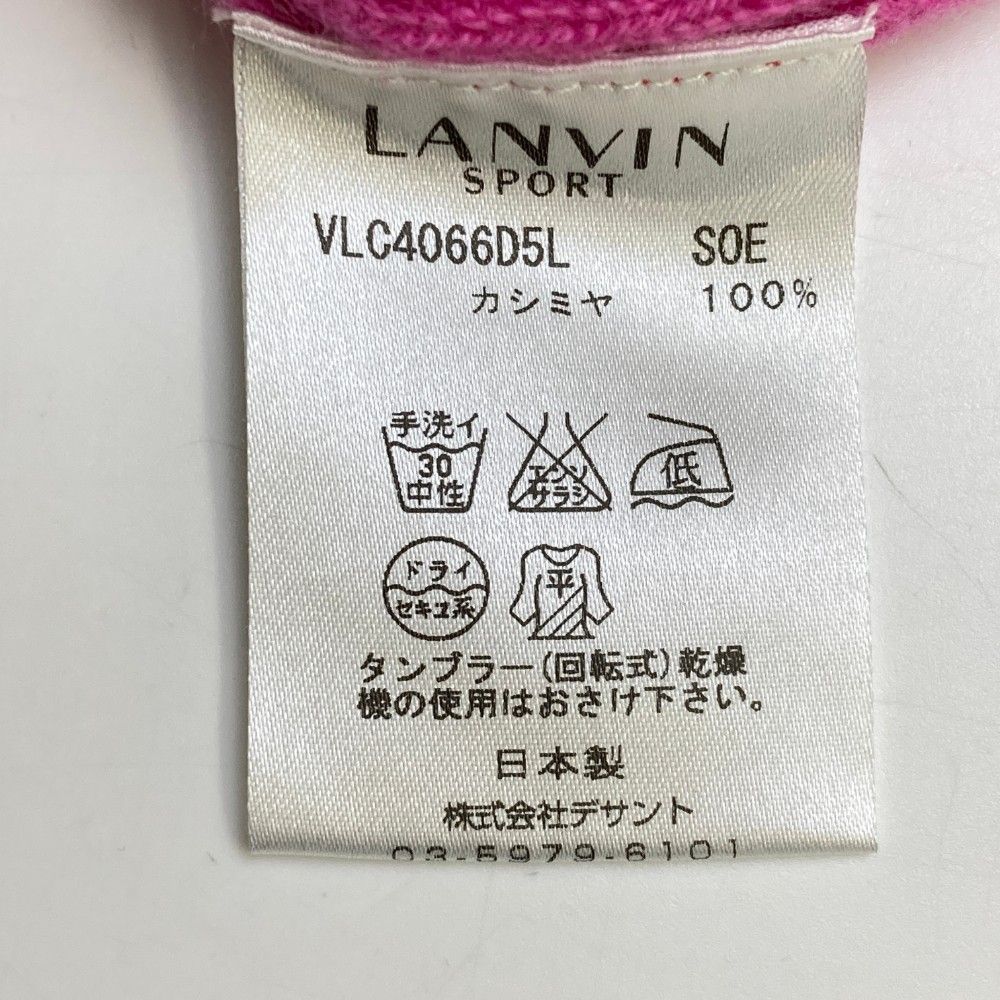 LANVIN
SPORT
VLC4066D5L SOE
カシミヤ 100%
手洗イ
30
中性
エンソ
サラシ
低
ドライ
セキユ系
平
タンブラー(回転式)乾燥
機の使用はおさけ下さい。
日本製
株式会社デサント
03-5979-6101